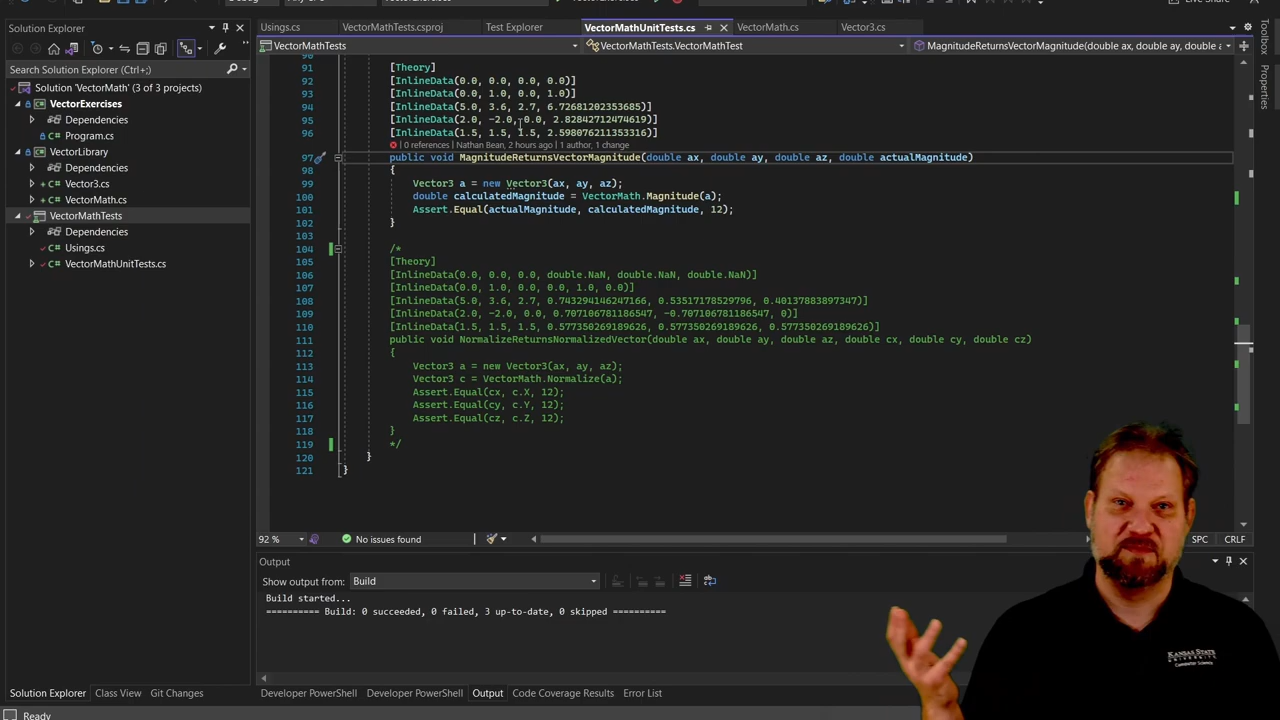 Live Share
Solution Explorer
Usings.cs
VectorMathTests.csproj
Test Explorer
VectorMathUnitTests.cs
VectorMath.cs
Vector3.cs
VectorMathTests
VectorMathTests.VectorMathTest
MagnitudeReturnsVectorMagnitude(double ax, double ay, double a
Toolbox
Properties
Search Solution Explorer (Ctrl+;)
Solution 'VectorMath' (3 of 3 projects)
VectorExercises
Dependencies
Program.cs
VectorLibrary
Dependencies
Vector3.cs
VectorMath.cs
VectorMathTests
Dependencies
Usings.cs
VectorMathUnitTests.cs
90
91 [Theory]
92 [InlineData(0.0, 0.0, 0.0, 0.0)]
93 [InlineData(0.0, 1.0, 0.0, 1.0)]
94 [InlineData(5.0, 3.6, 2.7, 6.72681202353685)]
95 [InlineData(2.0, -2.0, 0.0, 2.82842712474619)]
96 [InlineData(1.5, 1.5, 1.5, 2.598076211353316)]
0 references | Nathan Bean, 2 hours ago | 1 author, 1 change
97 public void MagnitudeReturnsVectorMagnitude(double ax, double ay, double az, double actualMagnitude)
98 {
99 Vector3 a = new Vector3(ax, ay, az);
100 double calculatedMagnitude = VectorMath.Magnitude(a);
101 Assert.Equal(actualMagnitude, calculatedMagnitude, 12);
102 }
103
104 /*
105 [Theory]
106 [InlineData(0.0, 0.0, 0.0, double.NaN, double.NaN, double.NaN)]
107 [InlineData(0.0, 1.0, 0.0, 0.0, 1.0, 0.0)]
108 [InlineData(5.0, 3.6, 2.7, 0.743294146247166, 0.53517178529796, 0.40137883897347)]
109 [InlineData(2.0, -2.0, 0.0, 0.707106781186547, -0.707106781186547, 0)]
110 [InlineData(1.5, 1.5, 1.5, 0.577350269189626, 0.577350269189626, 0.577350269189626)]
111 public void NormalizeReturnsNormalizedVector(double ax, double ay, double az, double cx, double cy, double cz)
112 {
113 Vector3 a = new Vector3(ax, ay, az);
114 Vector3 c = VectorMath.Normalize(a);
115 Assert.Equal(cx, c.X, 12);
116 Assert.Equal(cy, c.Y, 12);
117 Assert.Equal(cz, c.Z, 12);
118 }
119 */
120 }
121 }
92 %
No issues found
SPC
CRLF
Output
Show output from: Build
Build started...
========== Build: 0 succeeded, 0 failed, 3 up-to-date, 0 skipped ==========
KANSAS STATE
UNIVERSITY
Computer Science
Solution Explorer
Class View
Git Changes
Developer PowerShell
Developer PowerShell
Output
Code Coverage Results
Error List
Ready